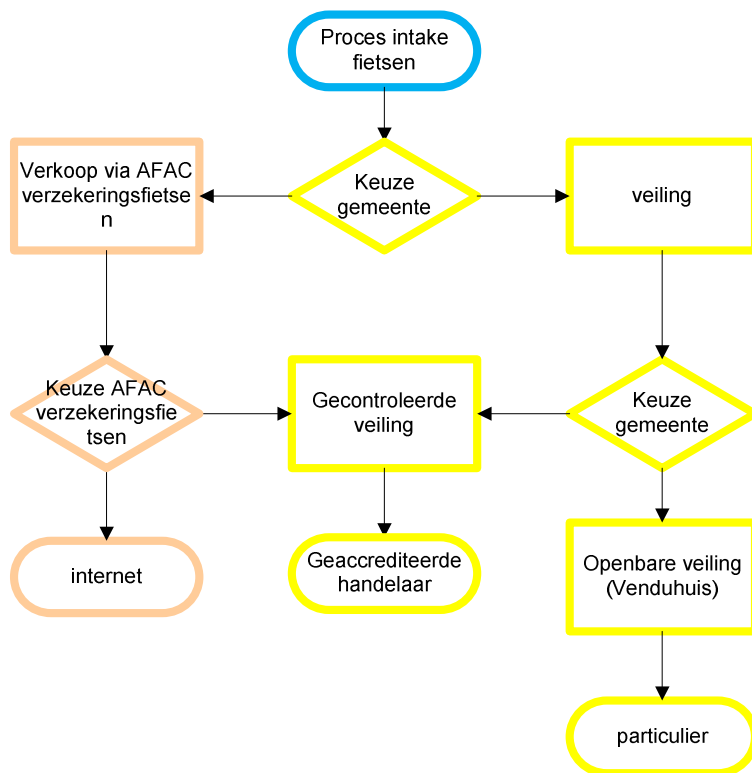 Proces intake
fietsen
Verkoop via AFAC
verzekeringsfietse
n
Keuze
gemeente
veiling
Keuze AFAC
verzekeringsfie
tsen
Gecontroleerde
veiling
Keuze
gemeente
internet
Geaccrediteerde
handelaar
Openbare veiling
(Venduhuis)
particulier